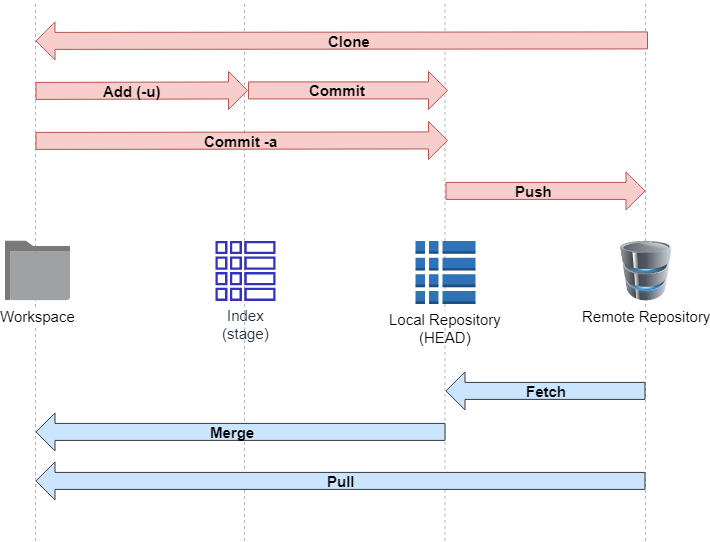 Clone
Add (-u)
Commit
Commit -a
Push
Workspace
Index
(stage)
Local Repository
(HEAD)
Remote Repository
Fetch
Merge
Pull